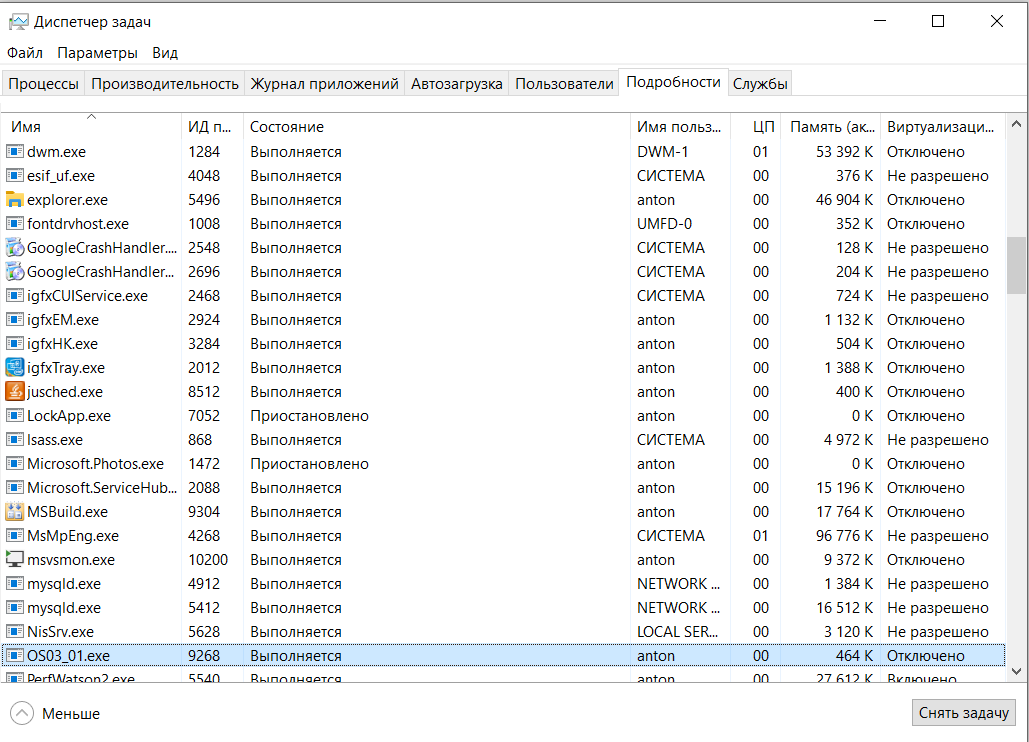 Диспетчер задач
Файл Параметры Вид
Процессы Производительность Журнал приложений Автозагрузка Пользователи Подробности Службы
Имя ИД п... Состояние Имя польз... ЦП Память (ак... Виртуализаци...
dwm.exe 1284 Выполняется DWM-1 01 53 392 K Отключено
esif_uf.exe 4048 Выполняется СИСТЕМА 00 376 K Не разрешено
explorer.exe 5496 Выполняется anton 00 46 904 K Отключено
fontdrvhost.exe 1008 Выполняется UMFD-0 00 352 K Отключено
GoogleCrashHandler.... 2548 Выполняется СИСТЕМА 00 128 K Не разрешено
GoogleCrashHandler... 2696 Выполняется СИСТЕМА 00 204 K Не разрешено
igfxCUIService.exe 2468 Выполняется СИСТЕМА 00 724 K Не разрешено
igfxEM.exe 2924 Выполняется anton 00 1 132 K Отключено
igfxHK.exe 3284 Выполняется anton 00 504 K Отключено
igfxTray.exe 2012 Выполняется anton 00 1 388 K Отключено
jusched.exe 8512 Выполняется anton 00 400 K Отключено
LockApp.exe 7052 Приостановлено anton 00 0 K Отключено
lsass.exe 868 Выполняется СИСТЕМА 00 4 972 K Не разрешено
Microsoft.Photos.exe 1472 Приостановлено anton 00 0 K Отключено
Microsoft.ServiceHub... 2088 Выполняется anton 00 15 196 K Отключено
MSBuild.exe 9304 Выполняется anton 00 17 764 K Отключено
MsMpEng.exe 4268 Выполняется СИСТЕМА 01 96 776 K Не разрешено
msvsmon.exe 10200 Выполняется anton 00 9 372 K Отключено
mysqld.exe 4912 Выполняется NETWORK ... 00 1 384 K Не разрешено
mysqld.exe 5412 Выполняется NETWORK ... 00 16 512 K Не разрешено
NisSrv.exe 5628 Выполняется LOCAL SER... 00 3 120 K Не разрешено
OS03_01.exe 9268 Выполняется anton 00 464 K Отключено
PerfWatson2.exe 5540 Выполняется anton 00 27 612 K Включено
Меньше Снять задачу